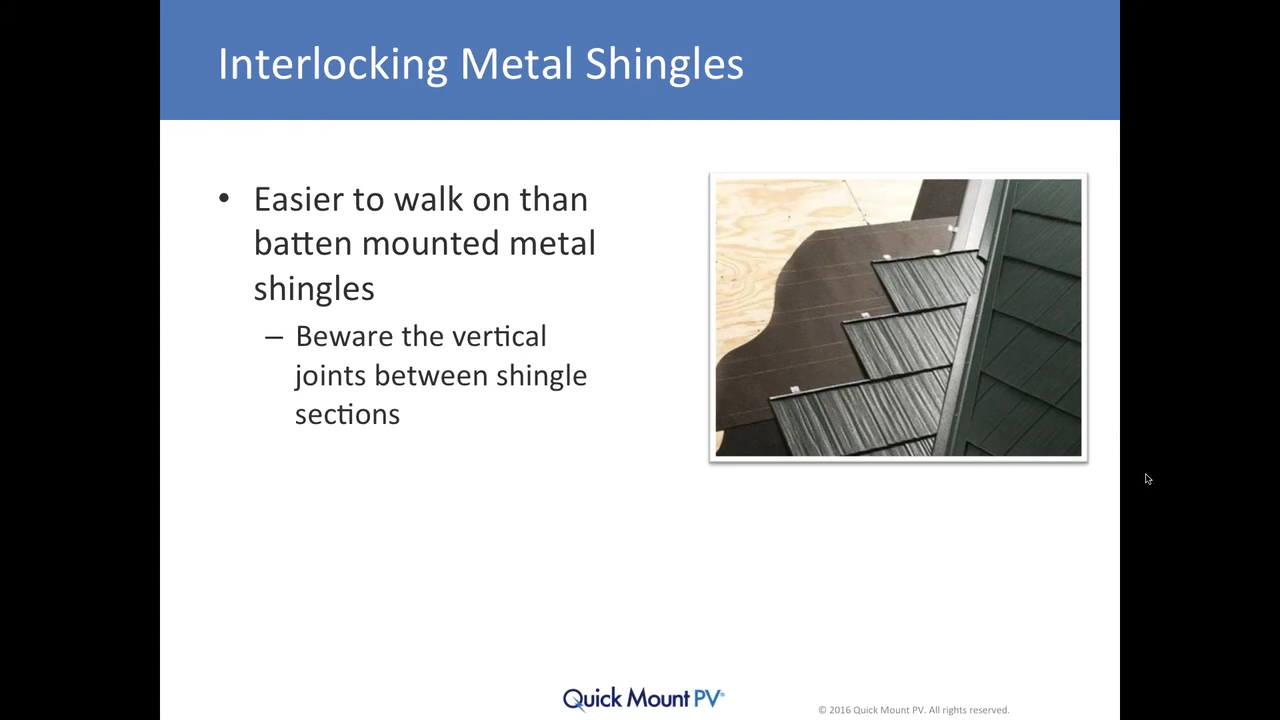 Interlocking Metal Shingles
• Easier to walk on than
batten mounted metal
shingles
– Beware the vertical
joints between shingle
sections
Quick Mount PV®
© 2016 Quick Mount PV. All rights reserved.